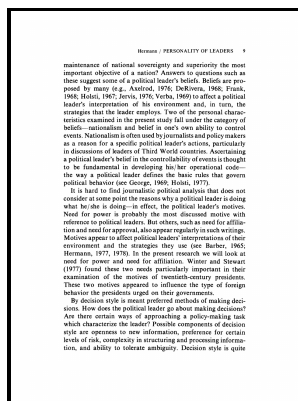 Hermann / PERSONALITY OF LEADERS 9
maintenance of national sovereignty and superiority the most
important objective of a nation? Answers to questions such as
these suggest some of a political leader's beliefs. Beliefs are pro-
posed by many (e.g., Axelrod, 1976; DeRivera, 1968; Frank,
1968; Holsti, 1967; Jervis, 1976; Verba, 1969) to affect a political
leader's interpretation of his environment and, in turn, the
strategies that the leader employs. Two of the personal charac-
teristics examined in the present study fall under the category of
beliefs—nationalism and belief in one's own ability to control
events. Nationalism is often used by journalists and policy makers
as a reason for a specific political leader's actions, particularly
in discussions of leaders of Third World countries. Ascertaining
a political leader's belief in the controllability of events is thought
to be fundamental in developing his/her operational code—
the way a political leader defines the basic rules that govern
political behavior (see George, 1969; Holsti, 1977).
It is hard to find journalistic political analysis that does not
consider at some point the reasons why a political leader is doing
what he/she is doing—in effect, the political leader's motives.
Need for power is probably the most discussed motive with
reference to political leaders. But others, such as need for affilia-
tion and need for approval, also appear regularly in such writings.
Motives appear to affect political leaders' interpretations of their
environment and the strategies they use (see Barber, 1965;
Hermann, 1977, 1978). In the present research we will look at
need for power and need for affiliation. Winter and Stewart
(1977) found these two needs particularly important in their
examination of the motives of twentieth-century presidents.
These two motives appeared to influence the type of foreign
behavior the presidents urged on their governments.
By decision style is meant preferred methods of making deci-
sions. How does the political leader go about making decisions?
Are there certain ways of approaching a policy-making task
which characterize the leader? Possible components of decision
style are openness to new information, preference for certain
levels of risk, complexity in structuring and processing informa-
tion, and ability to tolerate ambiguity. Decision style is quite